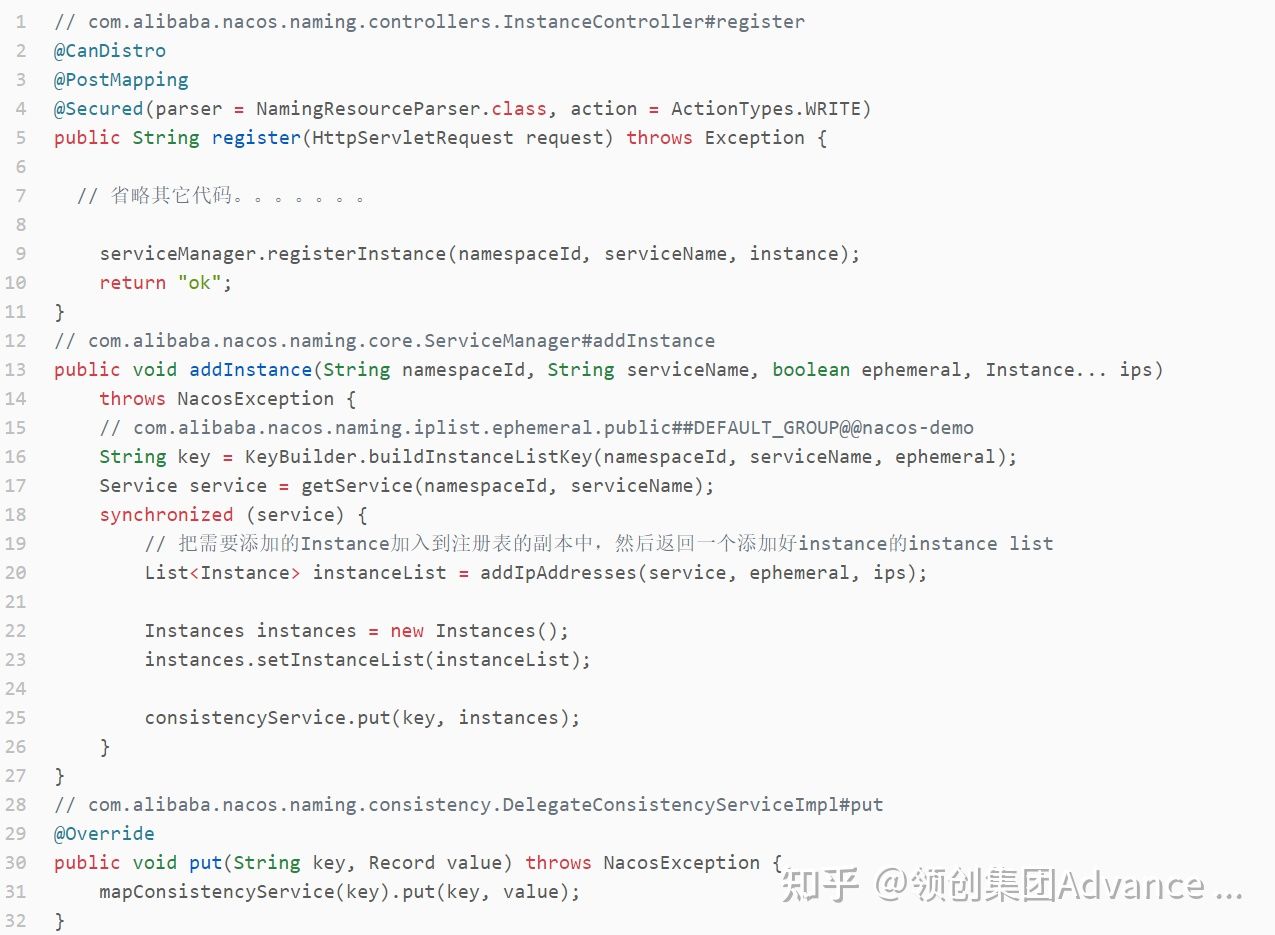 1 // com.alibaba.nacos.naming.controllers.InstanceController#register
2 @CanDistro
3 @PostMapping
4 @Secured(parser = NamingResourceParser.class, action = ActionTypes.WRITE)
5 public String register(HttpServletRequest request) throws Exception {
6
7   // 省略其它代码。。。。。。。
8
9     serviceManager.registerInstance(namespaceId, serviceName, instance);
10     return "ok";
11 }
12 // com.alibaba.nacos.naming.core.ServiceManager#addInstance
13 public void addInstance(String namespaceId, String serviceName, boolean ephemeral, Instance... ips)
14     throws NacosException {
15     // com.alibaba.nacos.naming.iplist.ephemeral.public##DEFAULT_GROUP@@nacos-demo
16     String key = KeyBuilder.buildInstanceListKey(namespaceId, serviceName, ephemeral);
17     Service service = getService(namespaceId, serviceName);
18     synchronized (service) {
19         // 把需要添加的Instance加入到注册表的副本中，然后返回一个添加好instance的instance list
20         List<Instance> instanceList = addIpAddresses(service, ephemeral, ips);
21
22         Instances instances = new Instances();
23         instances.setInstanceList(instanceList);
24
25         consistencyService.put(key, instances);
26     }
27 }
28 // com.alibaba.nacos.naming.consistency.DelegateConsistencyServiceImpl#put
29 @Override
30 public void put(String key, Record value) throws NacosException {
31     mapConsistencyService(key).put(key, value);
32 }
知乎 @领创集团Advance ...